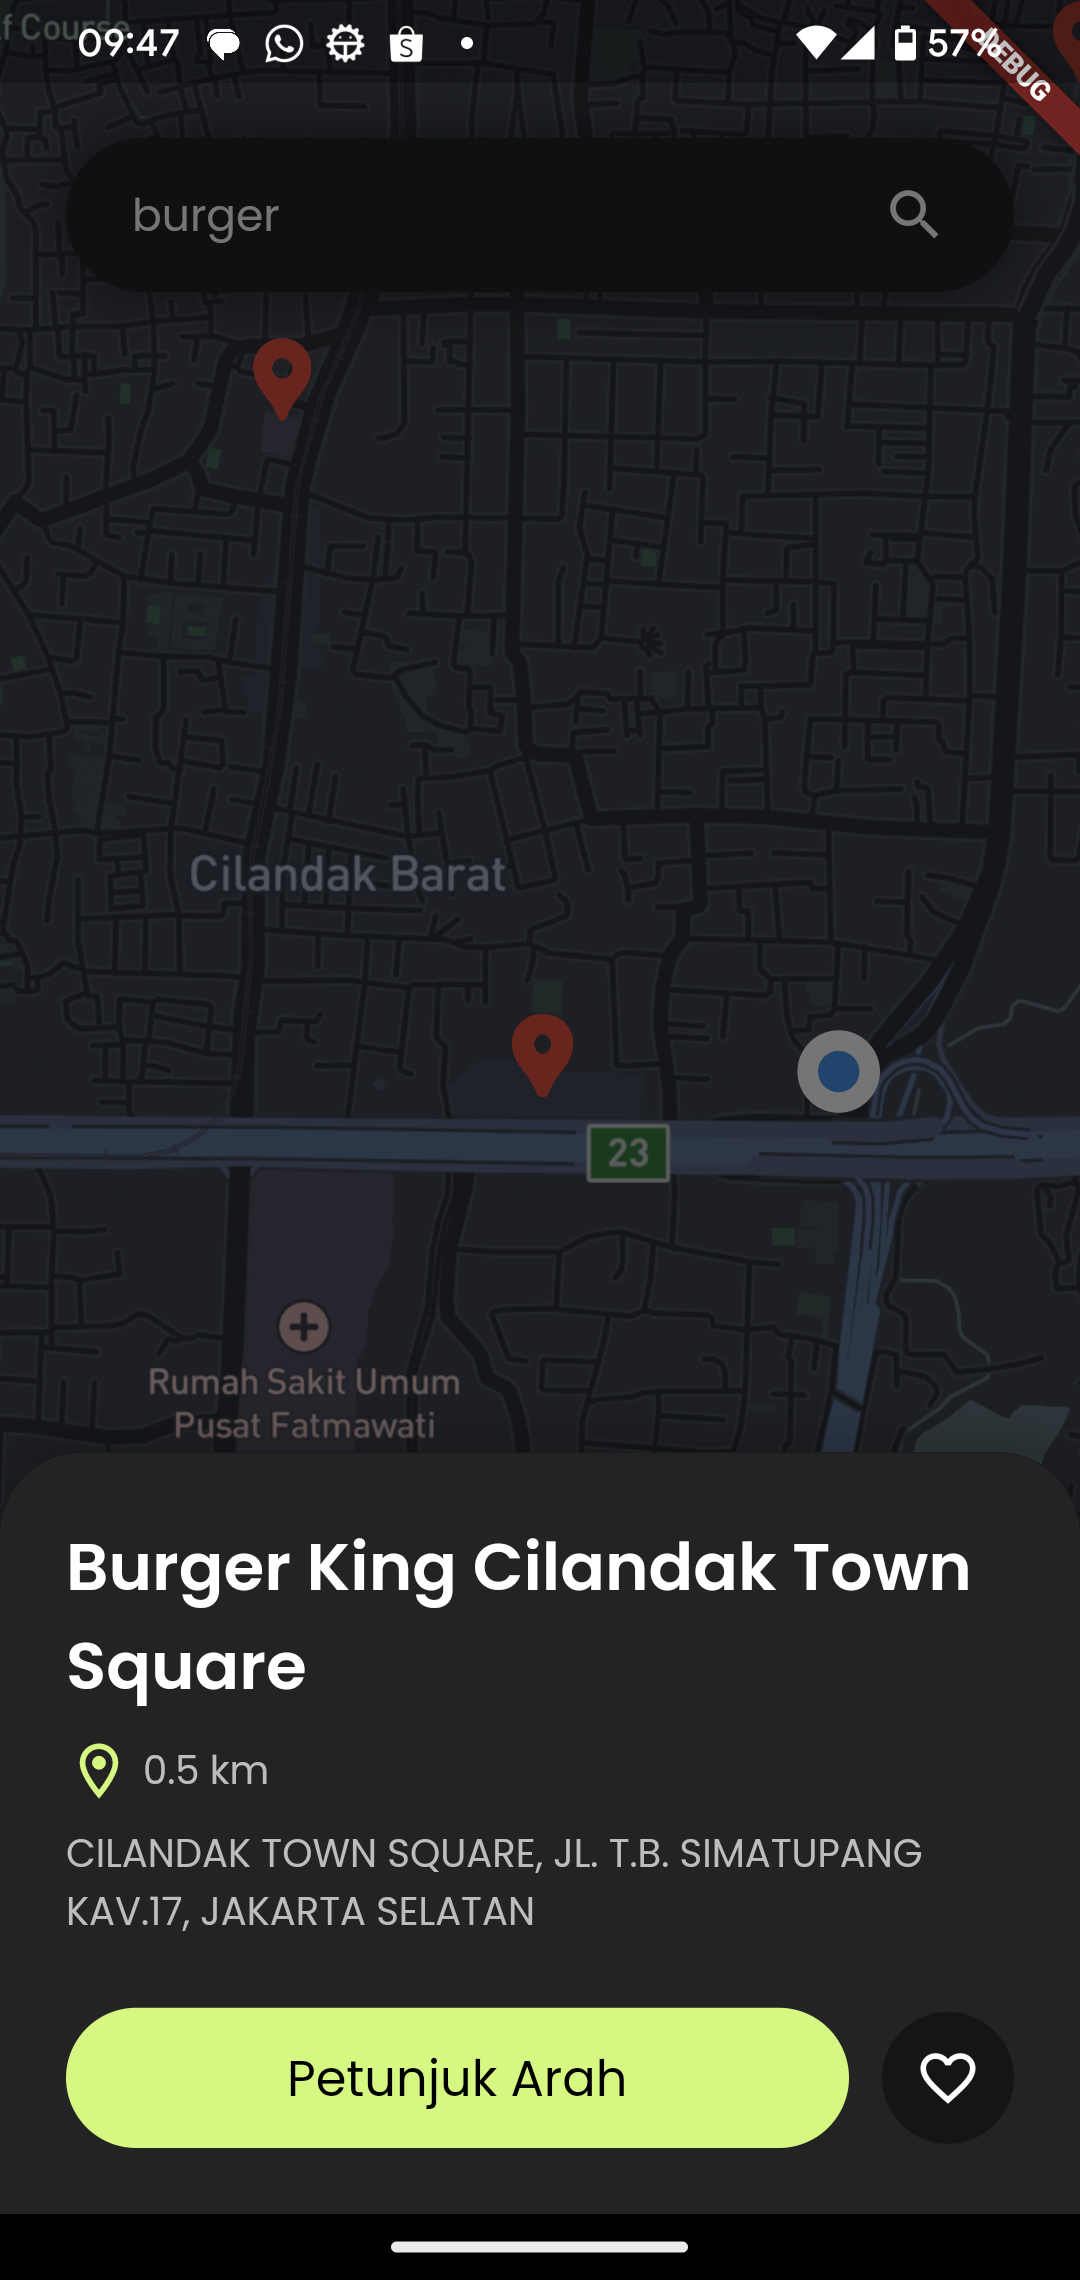 f Course
09:47
57%
DEBUG
burger
Cilandak Barat
23
Rumah Sakit Umum
Pusat Fatmawati
Burger King Cilandak Town
Square
0.5 km
CILANDAK TOWN SQUARE, JL. T.B. SIMATUPANG
KAV.17, JAKARTA SELATAN
Petunjuk Arah